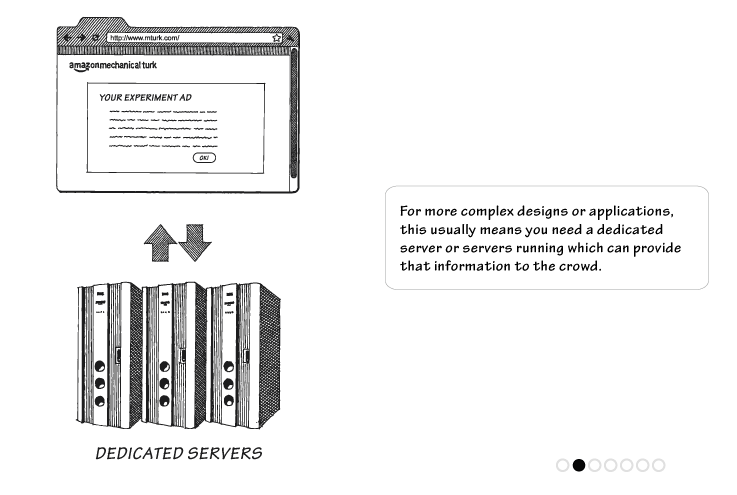 http://www.mturk.com/
amazonmechanical turk
YOUR EXPERIMENT AD
OK!
For more complex designs or applications,
this usually means you need a dedicated
server or servers running which can provide
that information to the crowd.
DEDICATED SERVERS